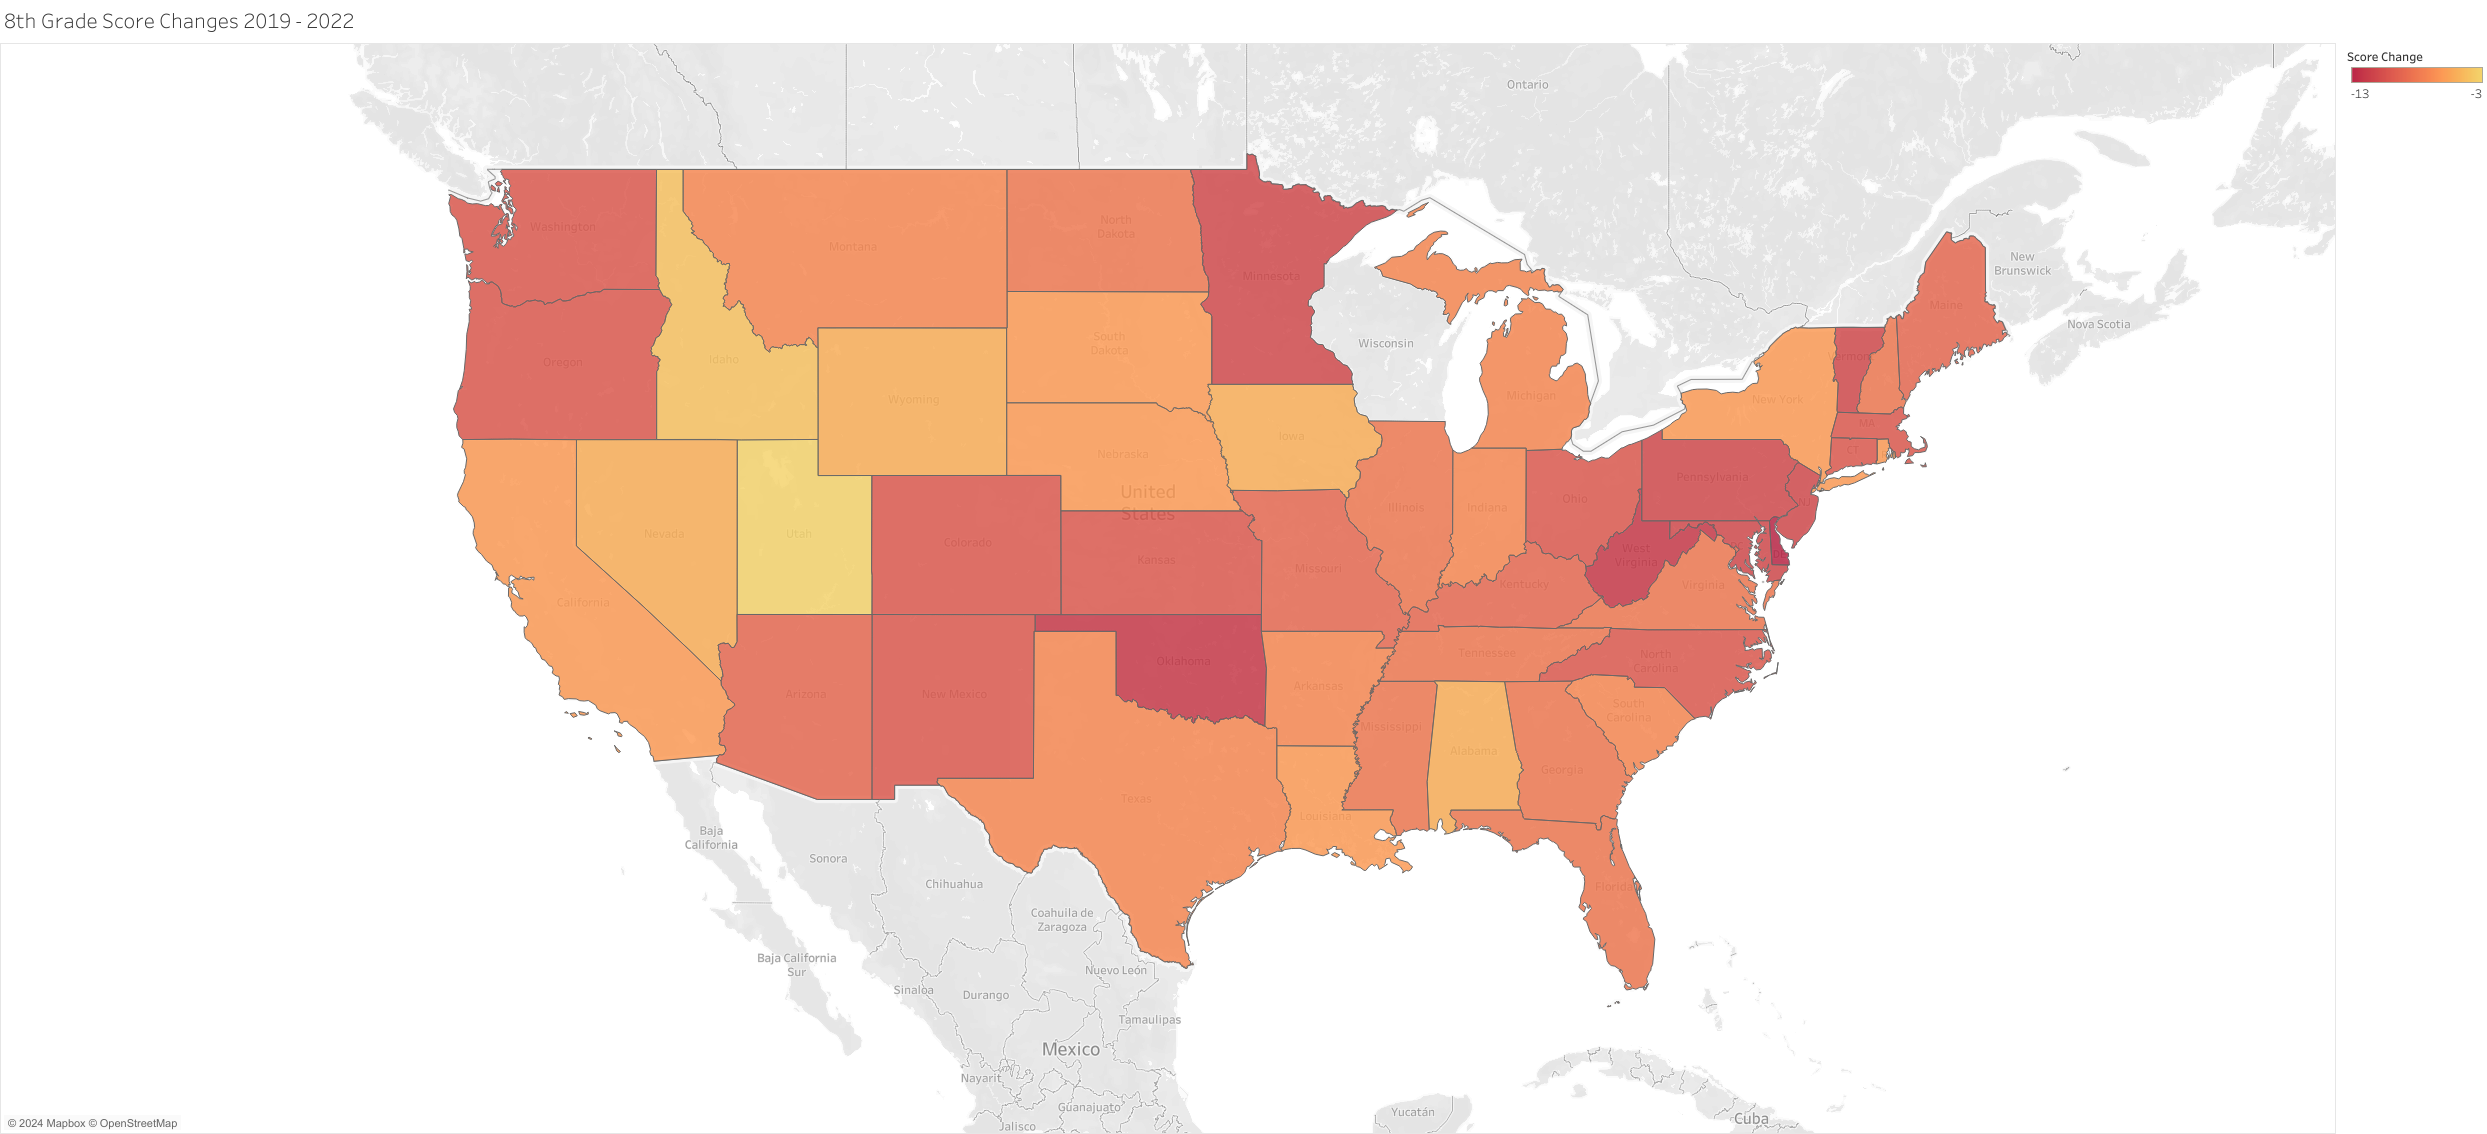 8th Grade Score Changes 2019 - 2022
Score Change
-13
-3
Ontario
New
Brunswick
Nova Scotia
Washington
Montana
North
Dakota
Minnesota
Maine
Oregon
Idaho
South
Dakota
Wisconsin
Vermont
Wyoming
Michigan
New York
MA
Iowa
CT
Nebraska
Pennsylvania
United
States
Ohio
NJ
Nevada
Utah
Colorado
Kansas
Illinois
Indiana
West
Virginia
Missouri
Kentucky
Virginia
California
Oklahoma
Tennessee
North
Carolina
Arizona
New Mexico
Arkansas
South
Carolina
Mississippi
Alabama
Georgia
Texas
Louisiana
Florida
Baja
California
Sonora
Chihuahua
Coahuila de
Zaragoza
Baja California
Sur
Nuevo León
Sinaloa
Durango
Tamaulipas
Mexico
Nayarit
Guanajuato
Jalisco
Yucatán
Cuba
© 2024 Mapbox © OpenStreetMap